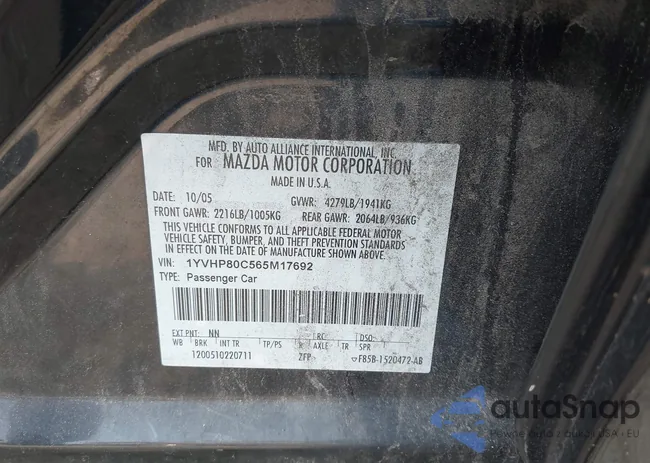 MFD. BY AUTO ALLIANCE INTERNATIONAL, INC.
FOR MAZDA MOTOR CORPORATION
MADE IN U.S.A.
DATE: 10/05 GVWR: 4279LB/1941KG
FRONT GAWR: 2216LB/1005KG REAR GAWR: 2064LB/936KG
THIS VEHICLE CONFORMS TO ALL APPLICABLE FEDERAL MOTOR
VEHICLE SAFETY, BUMPER, AND THEFT PREVENTION STANDARDS
IN EFFECT ON THE DATE OF MANUFACTURE SHOWN ABOVE.
VIN: 1YVHP80C565M17692
TYPE: Passenger Car
EXT PNT: NN RC: DSO:
WB BRK INT TR TP/PS R AXLE TR SPR
1200510220711 ZFP F85B-1520472-AB
autoSnap
USA - EU